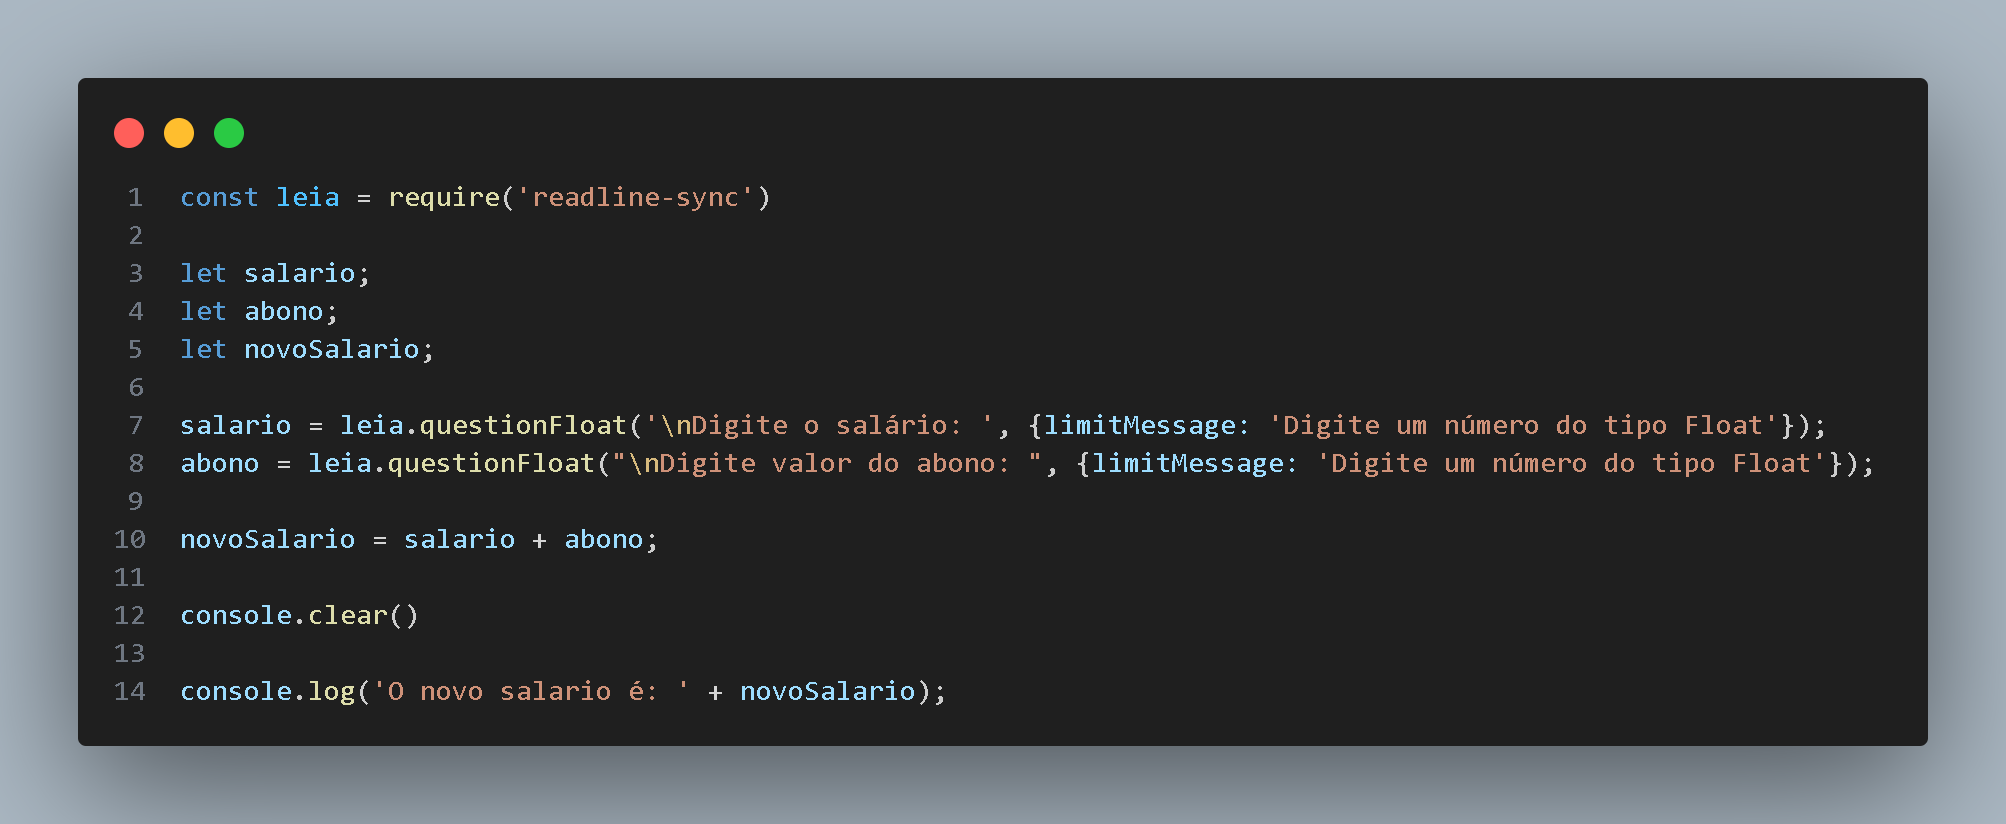 1 const leia = require('readline-sync')
2
3 let salario;
4 let abono;
5 let novoSalario;
6
7 salario = leia.questionFloat('\nDigite o salário: ', {limitMessage: 'Digite um número do tipo Float'});
8 abono = leia.questionFloat("\nDigite valor do abono: ", {limitMessage: 'Digite um número do tipo Float'});
9
10 novoSalario = salario + abono;
11
12 console.clear()
13
14 console.log('O novo salario é: ' + novoSalario);